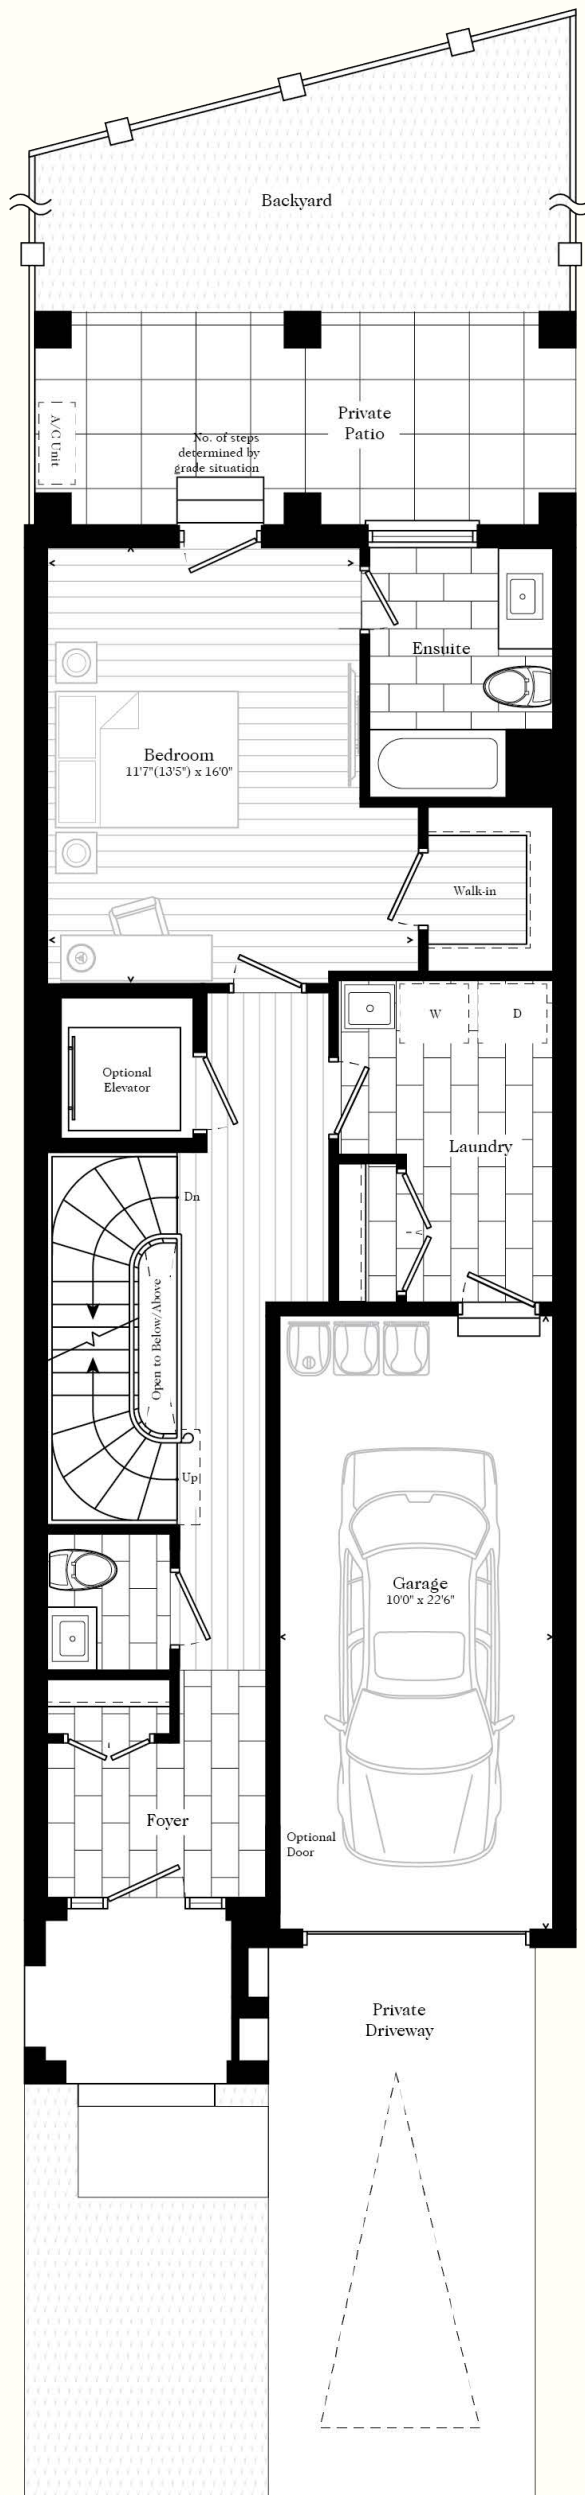 Backyard
A/C Unit
Private
Patio
No. of steps
determined by
grade situation
Ensuite
Bedroom
11'7"(13'5") x 16'0"
Walk-in
W
D
Optional
Elevator
Laundry
Dn
Open to Below/Above
Up
Garage
10'0" x 22'6"
Foyer
Optional
Door
Private
Driveway